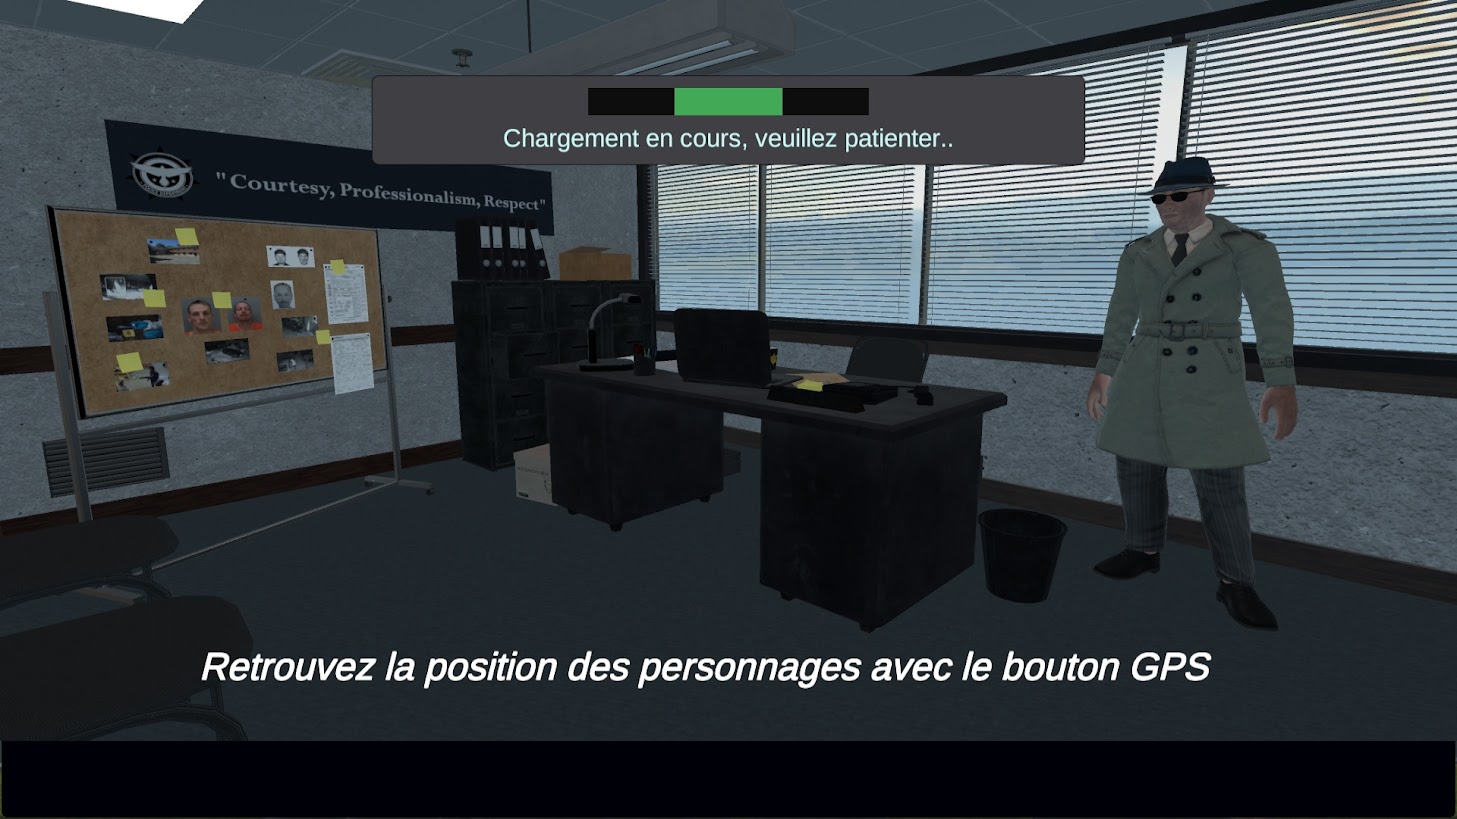 Chargement en cours, veuillez patienter..
"Courtesy, Professionalism, Respect"
Retrouvez la position des personnages avec le bouton GPS